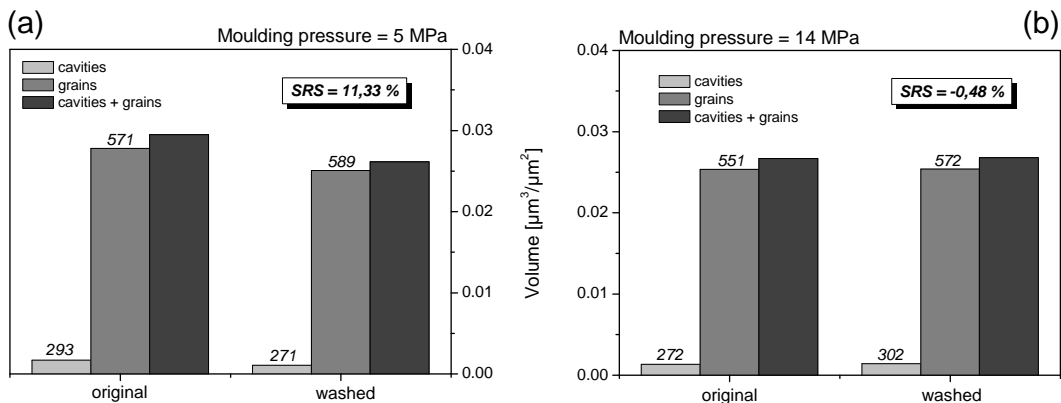 (a)
Moulding pressure = 5 MPa
cavities
grains
cavities + grains
SRS = 11,33 %
0.04
0.03
0.02
0.01
0.00
571
589
293
271
original
washed
(b)
Moulding pressure = 14 MPa
Volume [µm³/µm²]
0.04
0.03
0.02
0.01
0.00
cavities
grains
cavities + grains
SRS = -0,48 %
551
572
272
302
original
washed